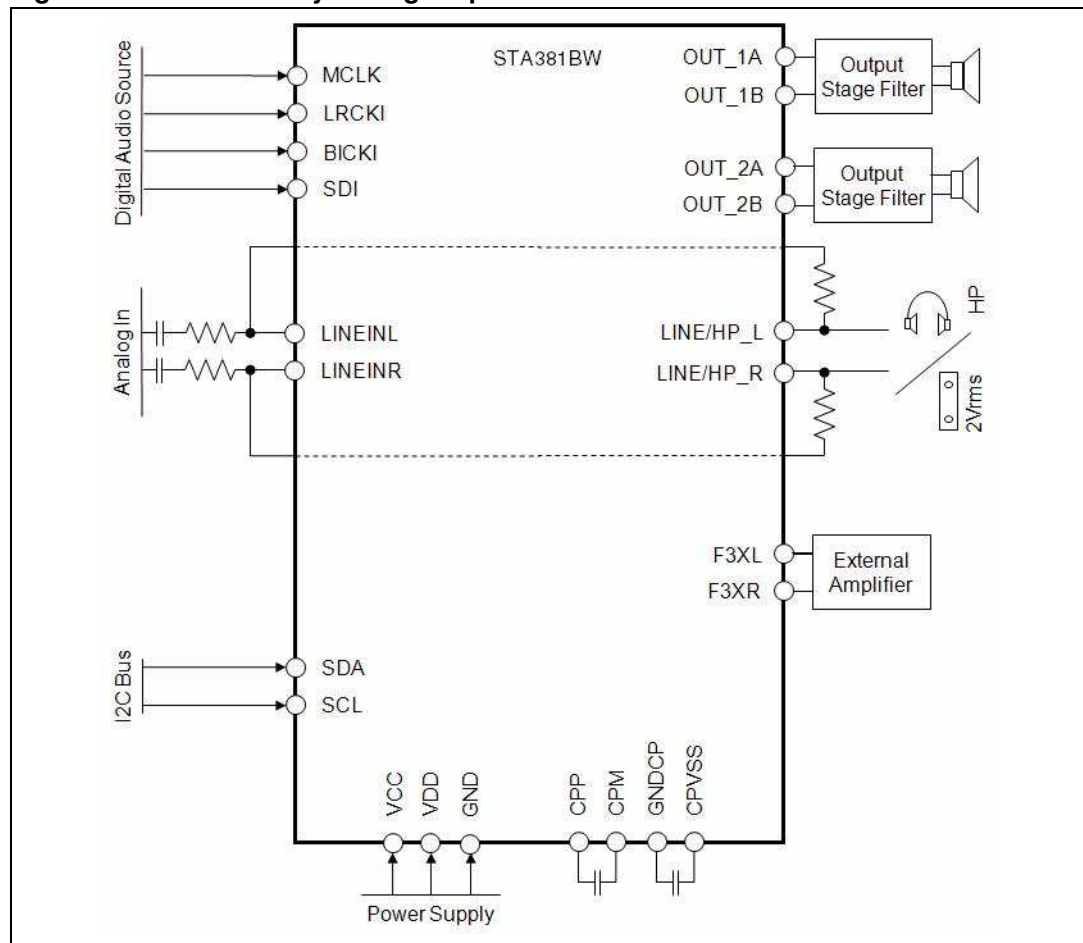 STA381BW
Digital Audio Source
MCLK
LRCKI
BICKI
SDI
OUT_1A
OUT_1B
Output
Stage Filter
OUT_2A
OUT_2B
Output
Stage Filter
Analog In
LINEINL
LINEINR
LINE/HP_L
LINE/HP_R
HP
2Vrms
F3XL
F3XR
External
Amplifier
I2C Bus
SDA
SCL
VCC
VDD
GND
CPP
CPM
GNDCP
CPVSS
Power Supply